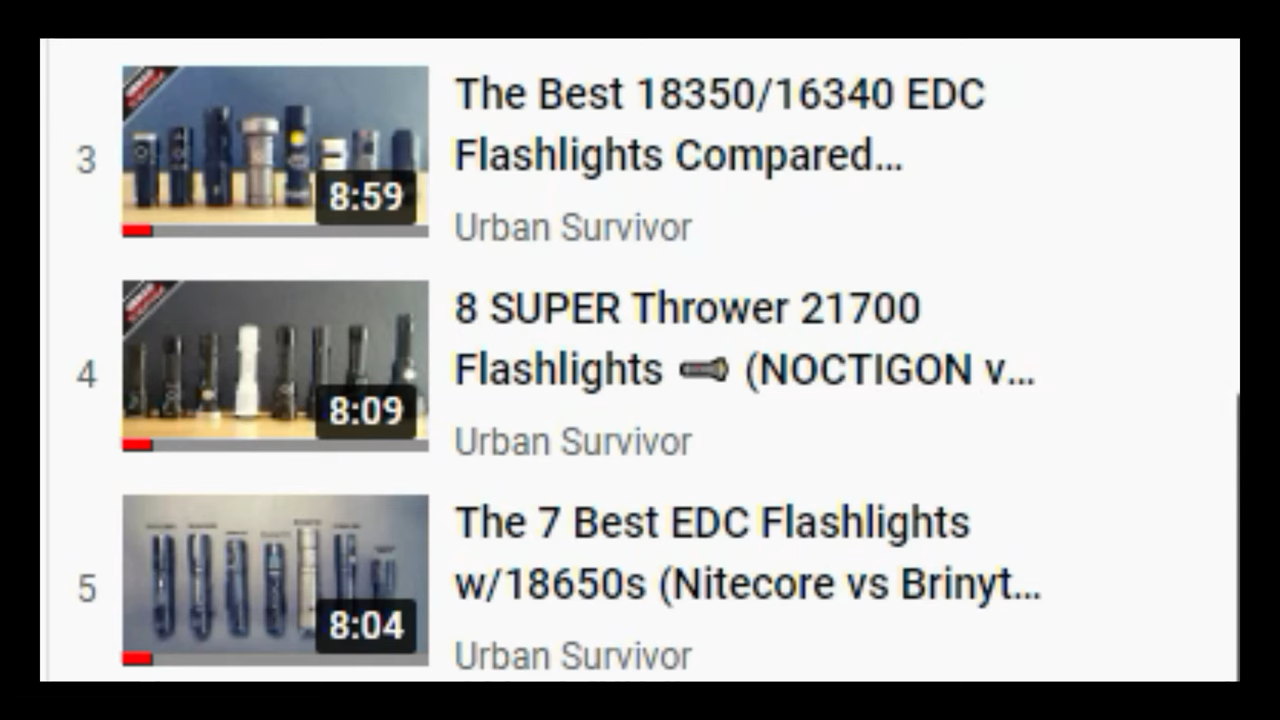 3
8:59
The Best 18350/16340 EDC
Flashlights Compared...
Urban Survivor
4
8:09
8 SUPER Thrower 21700
Flashlights 🔦 (NOCTIGON v...
Urban Survivor
5
8:04
The 7 Best EDC Flashlights
w/18650s (Nitecore vs Brinyt...
Urban Survivor